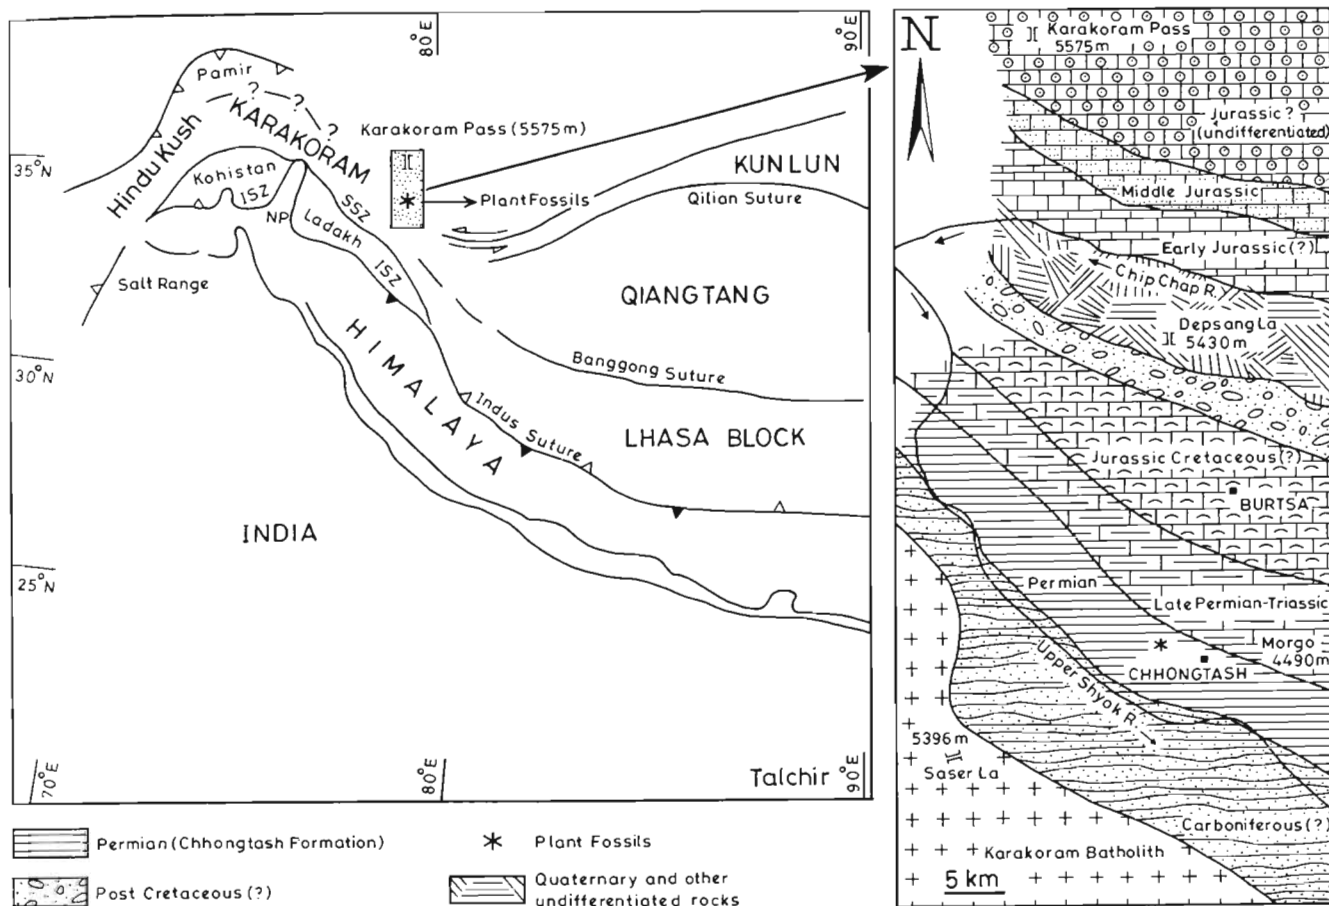 80°E
90°E
Pamir
?
?
?
KARAKORAM
Hindu Kush
Karakoram Pass (5575m)
35°N
Kohistan
ISZ
SSZ
NP
Ladakh
ISZ
Plant Fossils
KUNLUN
Qilian Suture
Salt Range
QIANGTANG
HIMALAYA
30°N
Banggong Suture
Indus Suture
LHASA BLOCK
INDIA
25°N
70°E
80°E
Talchir
90°E
N
Karakoram Pass
5575m
Jurassic ?
(undifferentiated)
Middle Jurassic
Early Jurassic(?)
Chip Chap R.
Depsang La
5430m
Jurassic Cretaceous(?)
BURTSA
Permian
Late Permian-Triassic
Morgo
4490m
CHHONGTASH
Upper Shyok R.
5396m
Saser La
Carboniferous(?)
Karakoram Batholith
5 km
Permian (Chhongtash Formation)
Plant Fossils
Post Cretaceous(?)
Quaternary and other
undifferentiated rocks